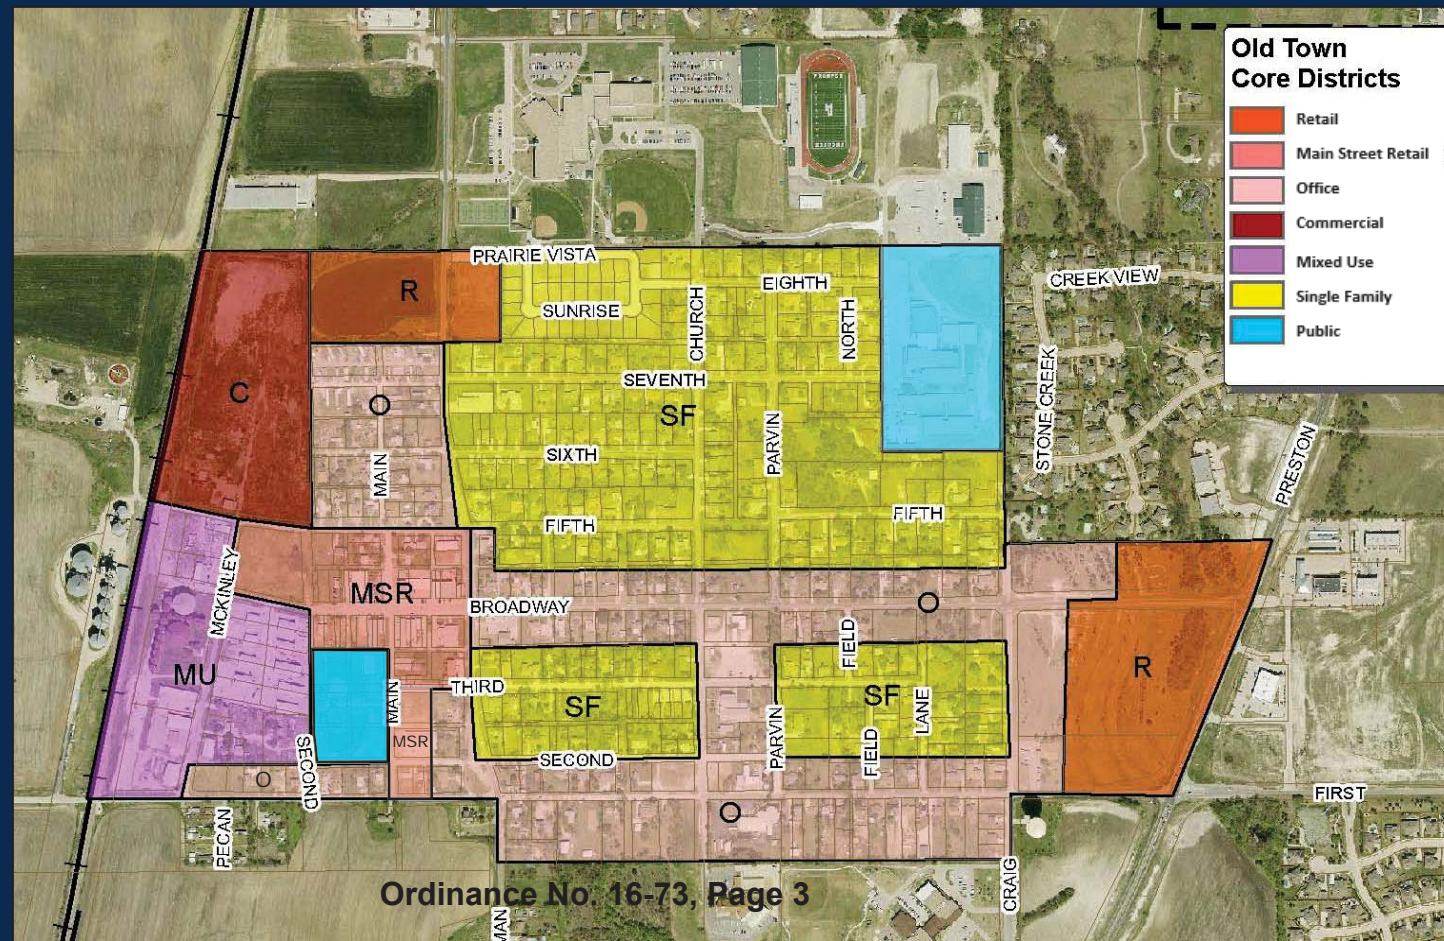 Old Town
Core Districts
Retail
Main Street Retail
Office
Commercial
Mixed Use
Single Family
Public
PRAIRIE VISTA
R
EIGHTH
CREEK VIEW
SUNRISE
CHURCH
NORTH
C
O
SEVENTH
SF
STONE CREEK
MAIN
SIXTH
PARVIN
PRESTON
FIFTH
FIFTH
MCKINLEY
MSR
BROADWAY
O
FIELD
MU
THIRD
SF
SF
LANE
R
MAIN
MSR
SECOND
SECOND
PARVIN
FIELD
O
FIRST
PECAN
O
CRAIG
Ordinance No. 16-73, Page 3
MAN